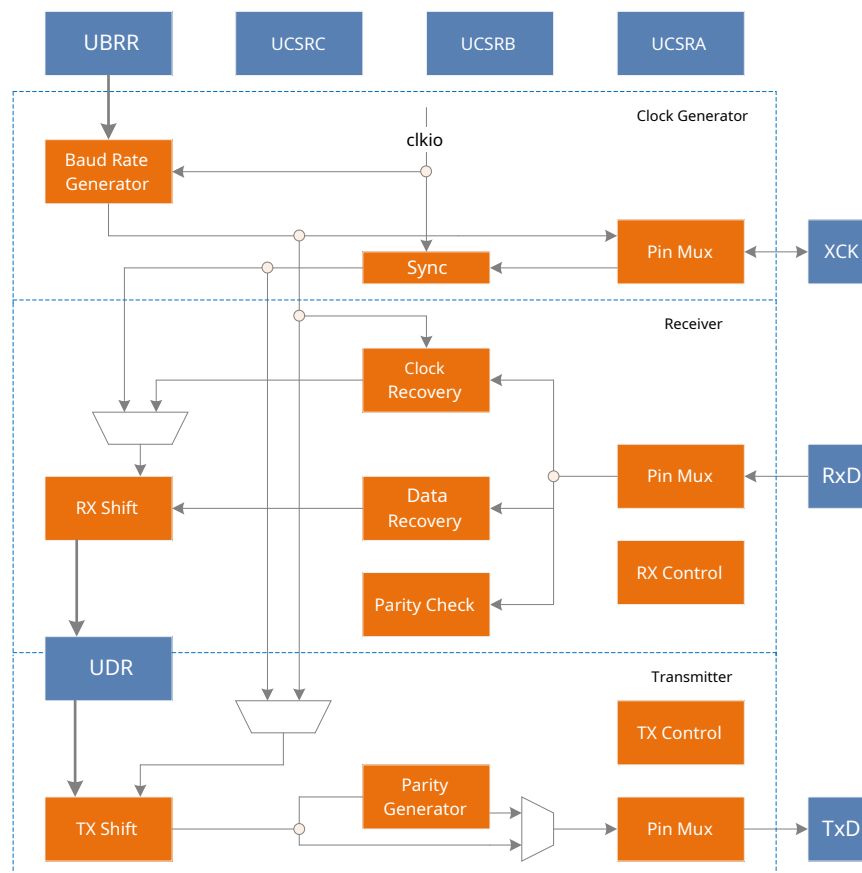 UBRR
UCSRC
UCSRB
UCSRA
Clock Generator
clkio
Baud Rate
Generator
Pin Mux
XCK
Sync
Receiver
Clock
Recovery
Pin Mux
RxD
RX Shift
Data
Recovery
RX Control
Parity Check
UDR
Transmitter
TX Control
Parity
Generator
TX Shift
Pin Mux
TxD